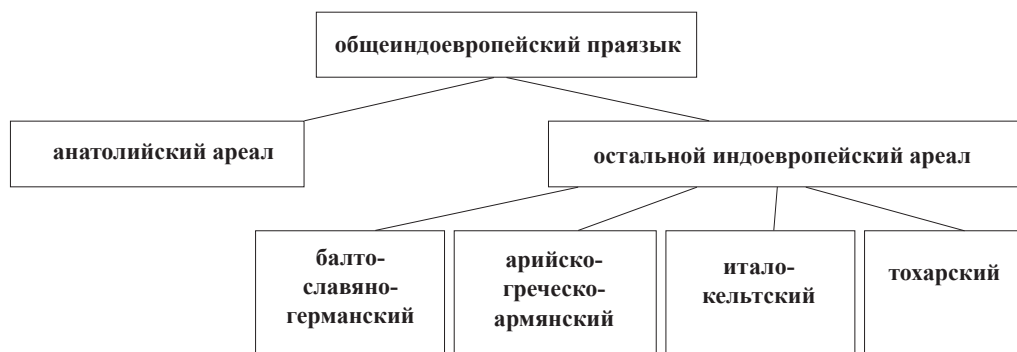 общеиндоевропейский праязык
анатолийский ареал
остальной индоевропейский ареал
балто-
славяно-
германский
арийско-
греческо-
армянский
итало-
кельтский
тохарский